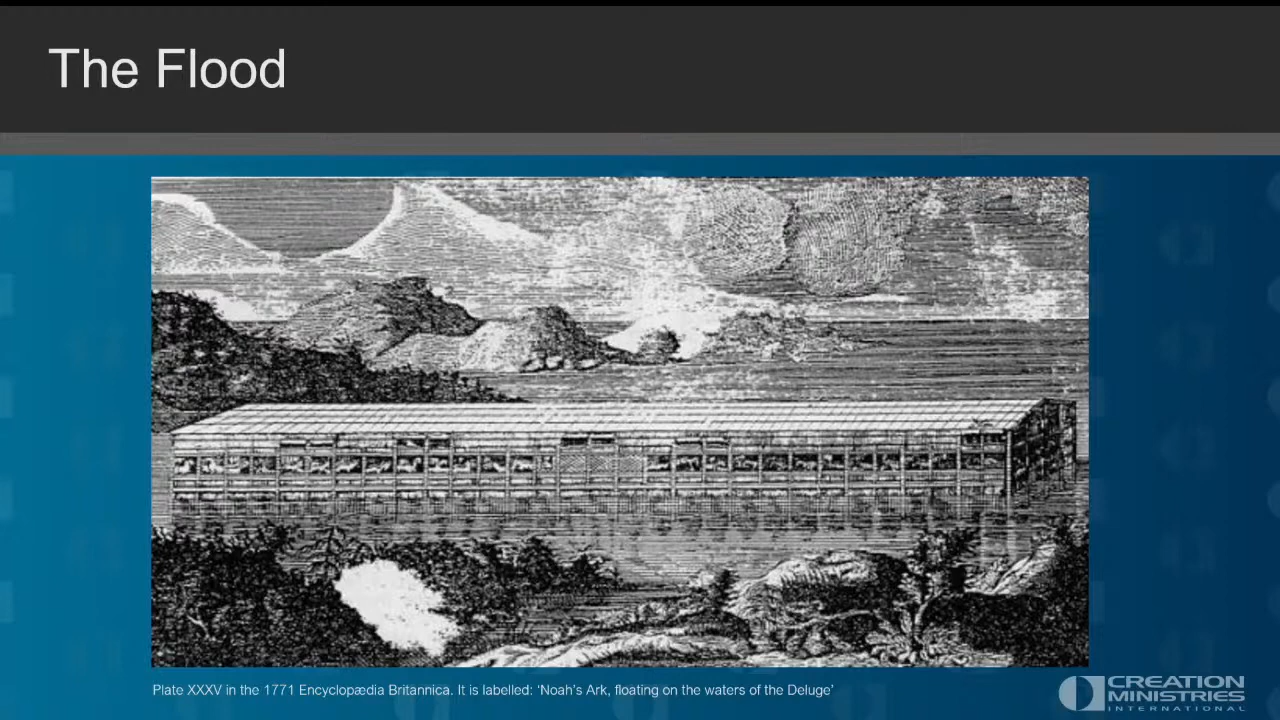 The Flood
Plate XXXV in the 1771 Encyclopædia Britannica. It is labelled: ‘Noah's Ark, floating on the waters of the Deluge’
CREATION
MINISTRIES
INTERNATIONAL